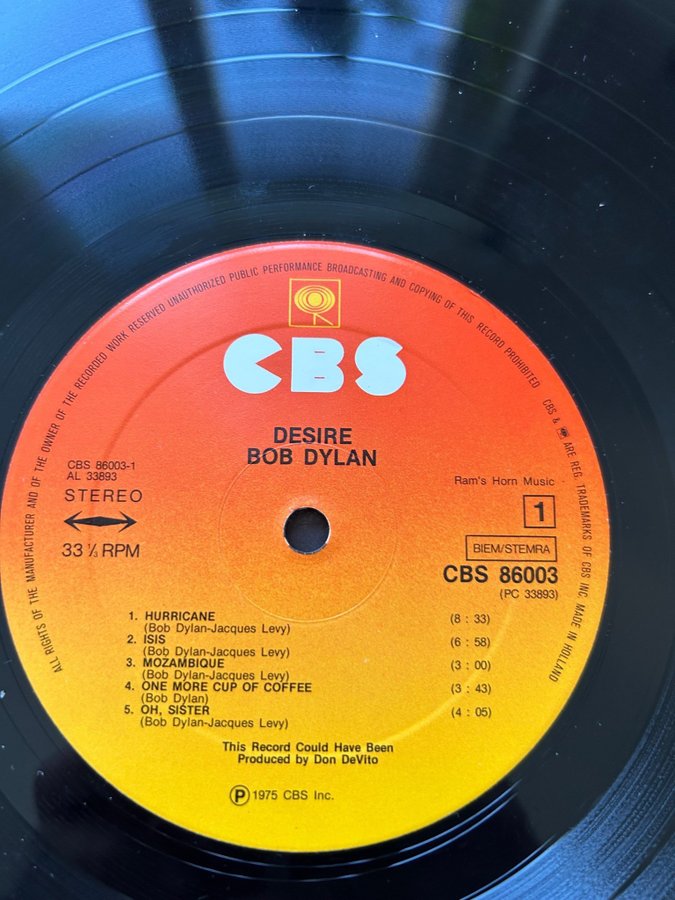 ALL RIGHTS OF THE MANUFACTURER AND OF THE OWNER OF THE RECORDED WORK RESERVED UNAUTHORIZED PUBLIC PERFORMANCE BROADCASTING AND COPYING OF THIS RECORD PROHIBITED
CBS & ARE REG. TRADEMARKS OF CBS INC. MADE IN HOLLAND
CBS
DESIRE
BOB DYLAN
CBS 86003-1
AL 33893
STEREO
33 ⅓ RPM
Ram's Horn Music
1
BIEM/STEMRA
CBS 86003
(PC 33893)
1. HURRICANE (8 : 33)
(Bob Dylan-Jacques Levy)
2. ISIS (6 : 58)
(Bob Dylan-Jacques Levy)
3. MOZAMBIQUE (3 : 00)
(Bob Dylan-Jacques Levy)
4. ONE MORE CUP OF COFFEE (3 : 43)
(Bob Dylan)
5. OH, SISTER (4 : 05)
(Bob Dylan-Jacques Levy)
This Record Could Have Been
Produced by Don DeVito
Ⓟ 1975 CBS Inc.